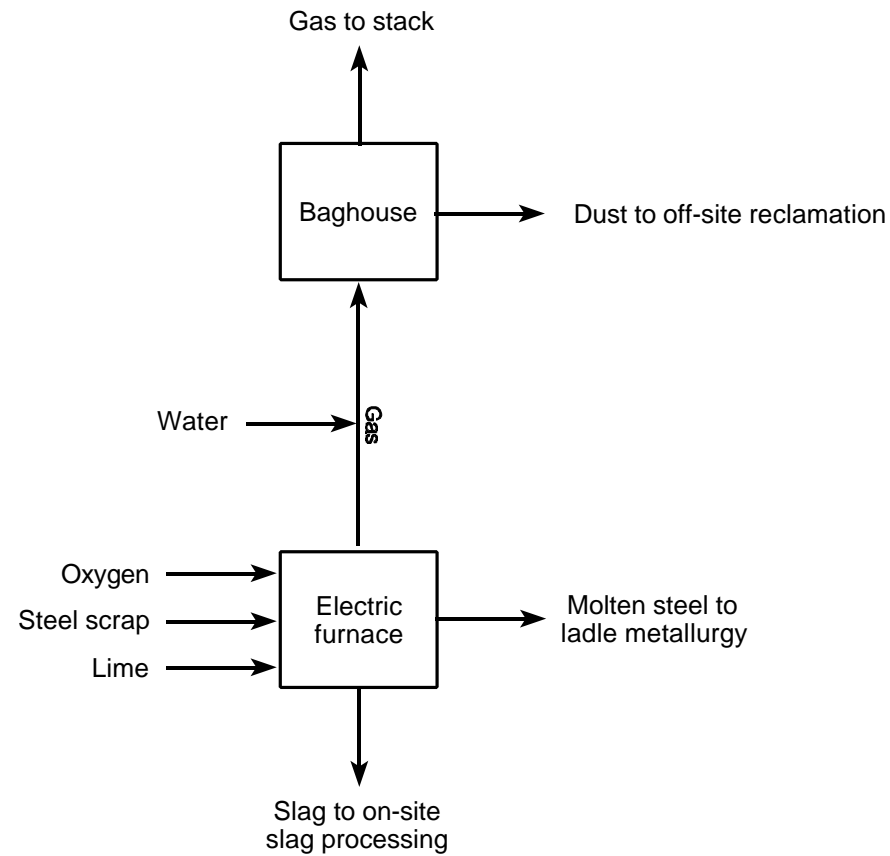 Gas to stack
Baghouse
Dust to off-site reclamation
Water
Gas
Oxygen
Steel scrap
Lime
Electric
furnace
Molten steel to
ladle metallurgy
Slag to on-site
slag processing